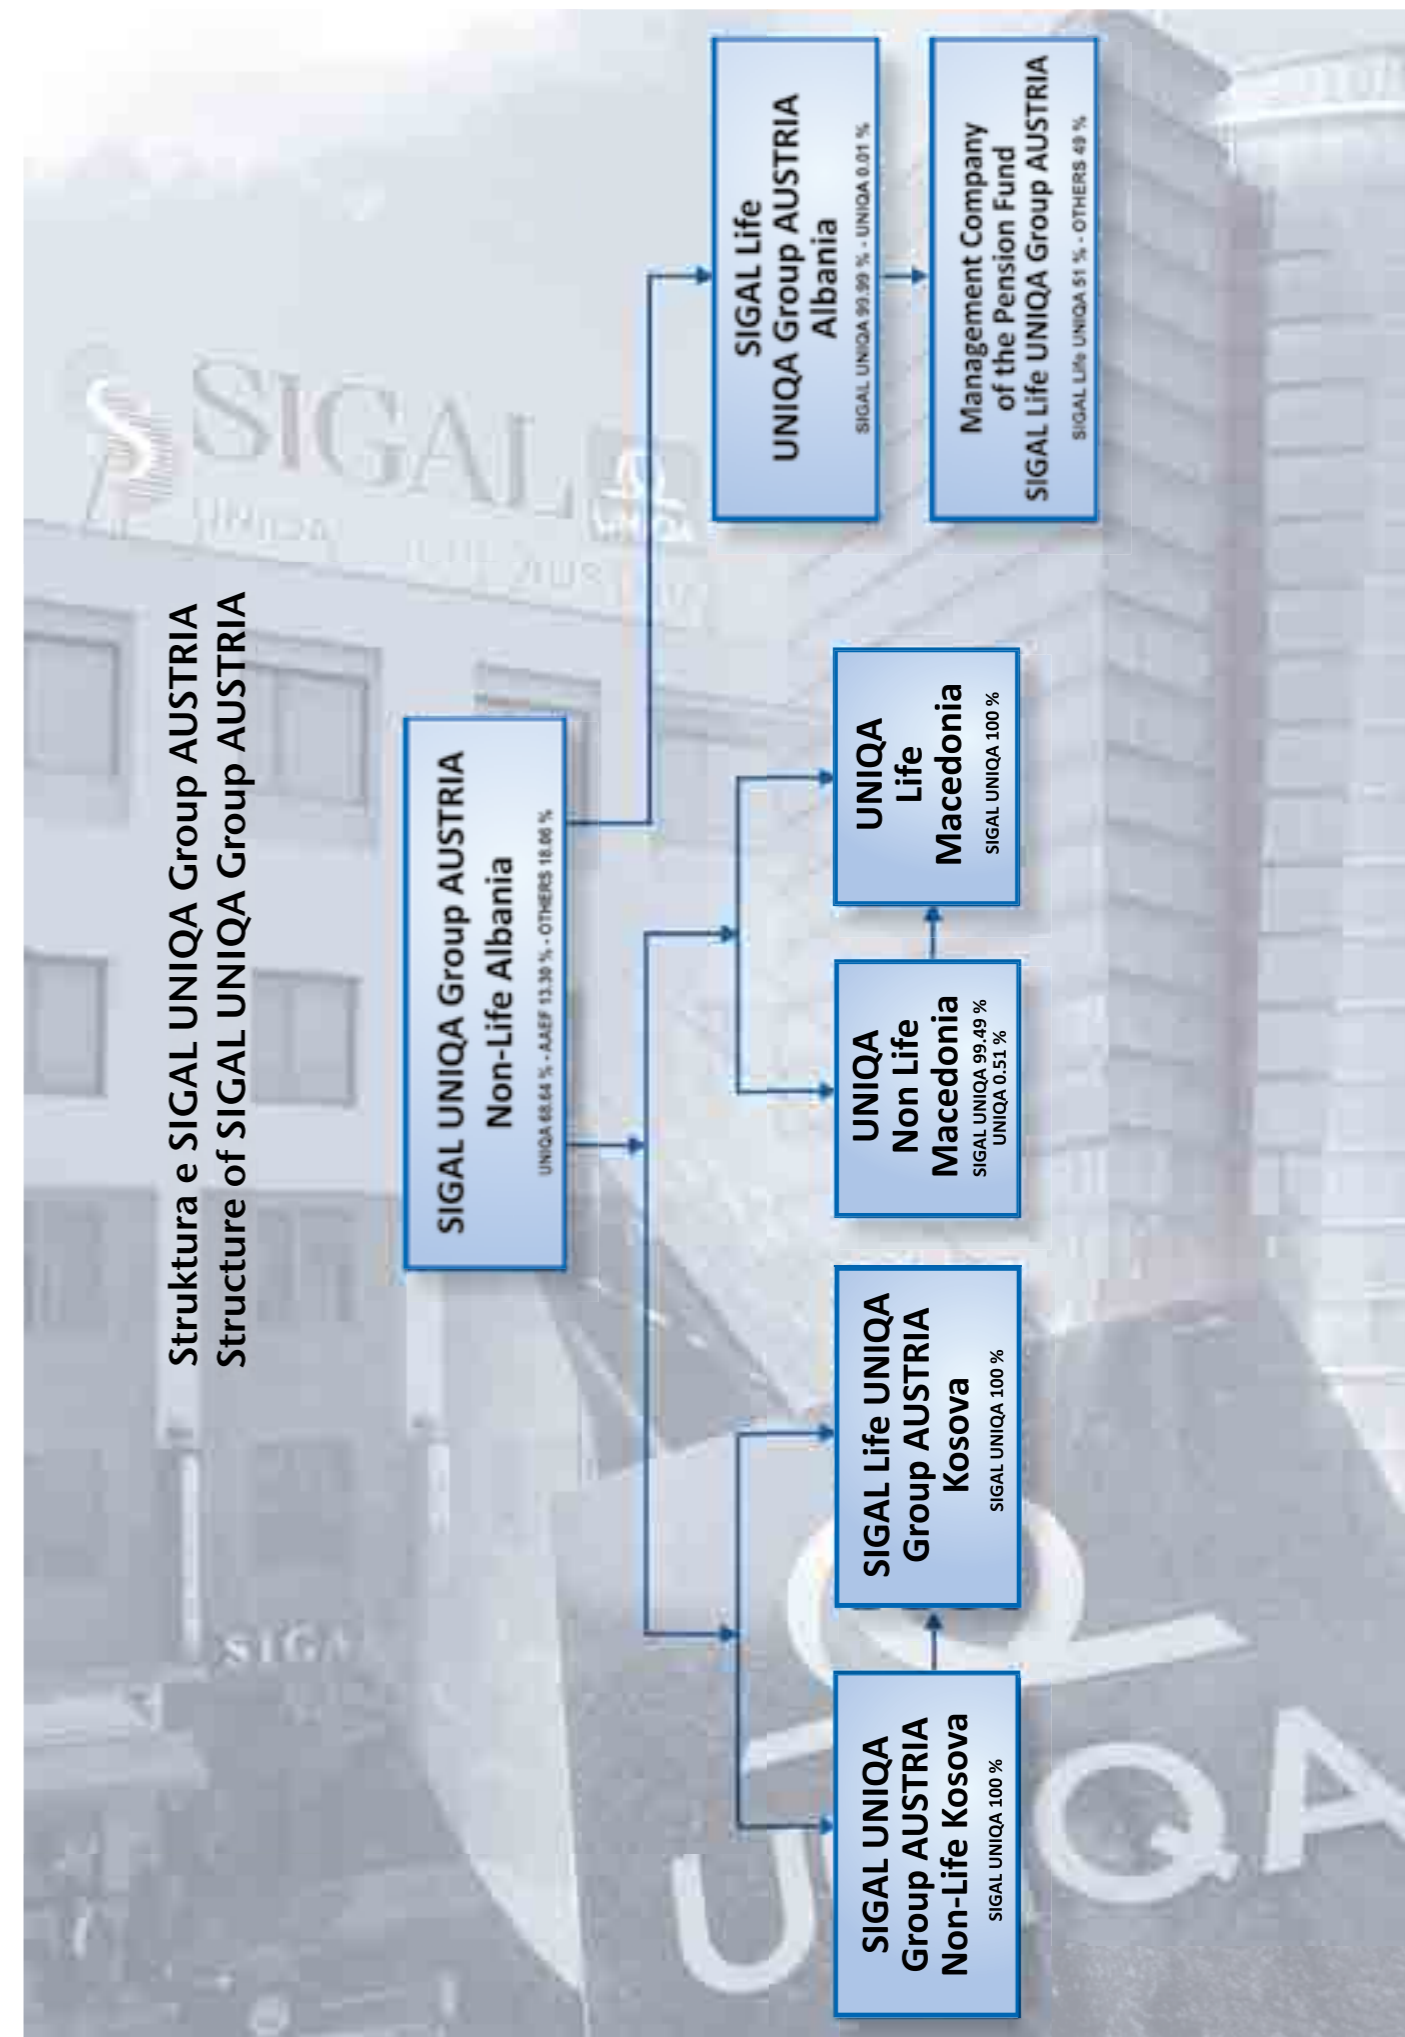 Struktura e SIGAL UNIQA Group AUSTRIA
Structure of SIGAL UNIQA Group AUSTRIA
SIGAL UNIQA Group AUSTRIA
Non-Life Albania
UNIQA 68.64 % - AAEF 13.30 % - OTHERS 18.06 %
SIGAL UNIQA
Group AUSTRIA
Non-Life Kosova
SIGAL UNIQA 100 %
SIGAL Life UNIQA
Group AUSTRIA
Kosova
SIGAL UNIQA 100 %
UNIQA
Non Life
Macedonia
SIGAL UNIQA 99.49 %
UNIQA 0.51 %
UNIQA
Life
Macedonia
SIGAL UNIQA 100 %
SIGAL Life
UNIQA Group AUSTRIA
Albania
SIGAL UNIQA 99.99 % - UNIQA 0.01 %
Management Company
of the Pension Fund
SIGAL Life UNIQA Group AUSTRIA
SIGAL Life UNIQA 51 % - OTHERS 49 %
SIGAL
UNIQA